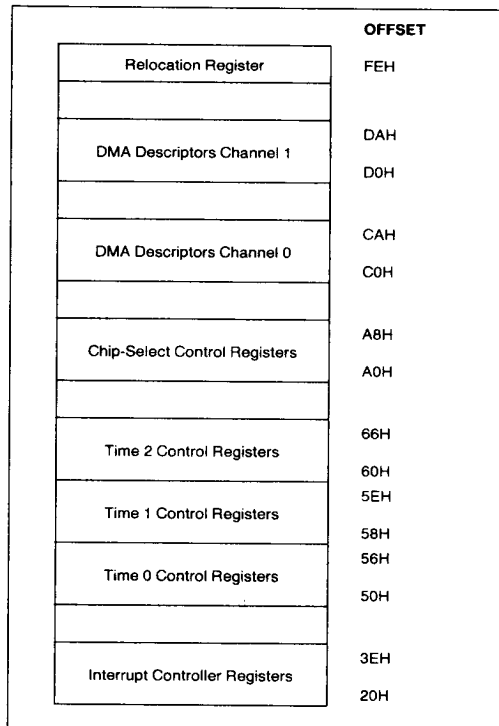 OFFSET
Relocation Register FEH
DAH
DMA Descriptors Channel 1
D0H
CAH
DMA Descriptors Channel 0
C0H
A8H
Chip-Select Control Registers
A0H
66H
Time 2 Control Registers
60H
5EH
Time 1 Control Registers
58H
56H
Time 0 Control Registers
50H
3EH
Interrupt Controller Registers
20H